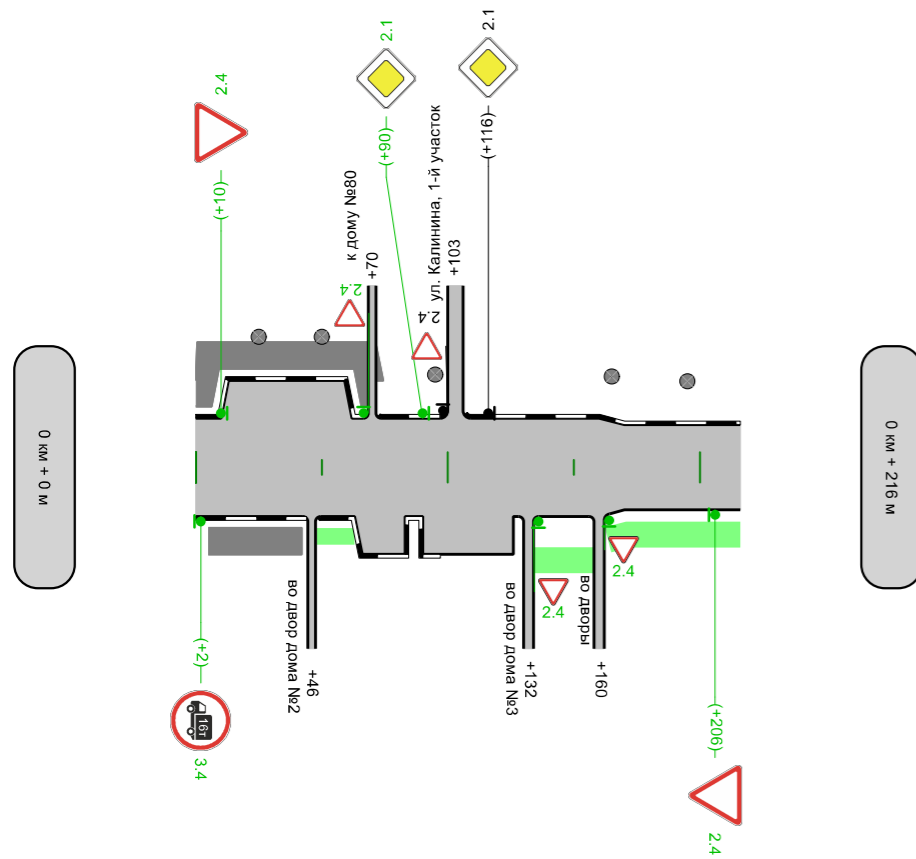 2.1
2.1
2.4
(+10)
(+90)
(+116)
к дому №80
+70
ул. Калинина, 1-й участок
+103
2.4
2.4
0 км + 0 м
0 км + 216 м
во двор дома №2
+46
во двор дома №3
+132
во дворы
+160
2.4
2.4
(+2)
16т
3.4
(+206)
2.4